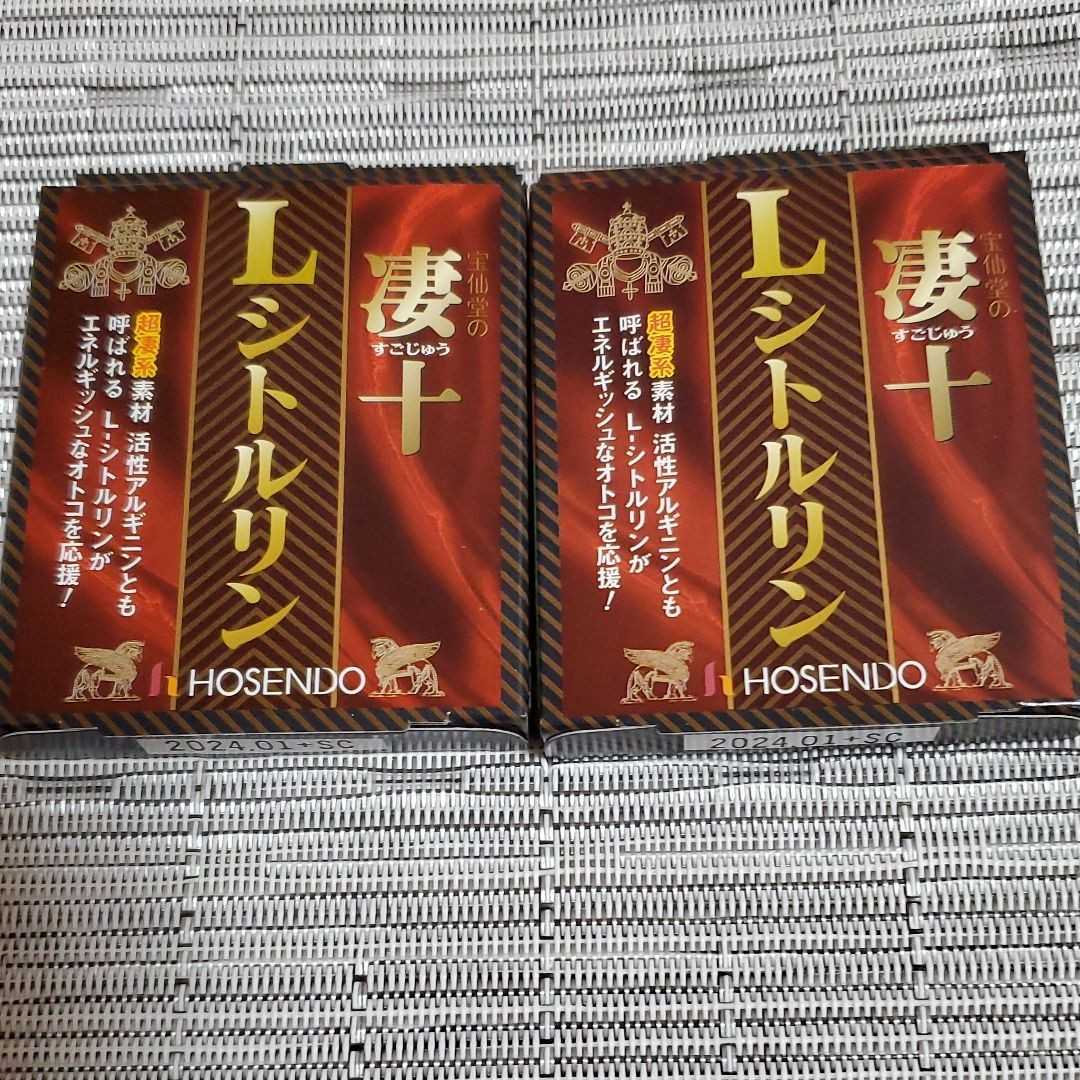 宝仙堂の
凄十
すごじゅう
Lシトルリン
超凄系素材 活性アルギニンとも
呼ばれる L-シトルリンが
エネルギッシュなオトコを応援!
HOSENDO
2024.01+SC
宝仙堂の
凄十
すごじゅう
Lシトルリン
超凄系素材 活性アルギニンとも
呼ばれる L-シトルリンが
エネルギッシュなオトコを応援!
HOSENDO
2024.01+SC